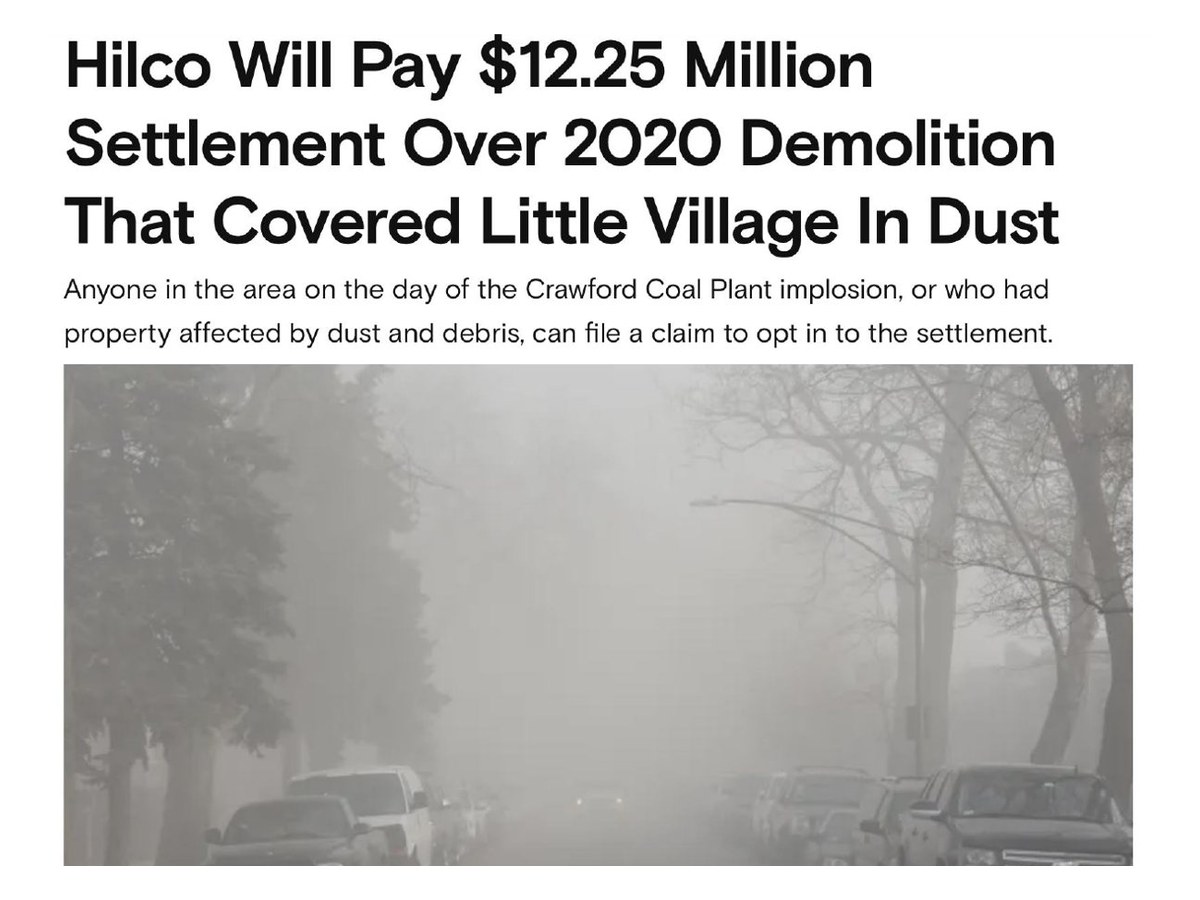 Hilco Will Pay $12.25 Million
Settlement Over 2020 Demolition
That Covered Little Village In Dust
Anyone in the area on the day of the Crawford Coal Plant implosion, or who had
property affected by dust and debris, can file a claim to opt in to the settlement.